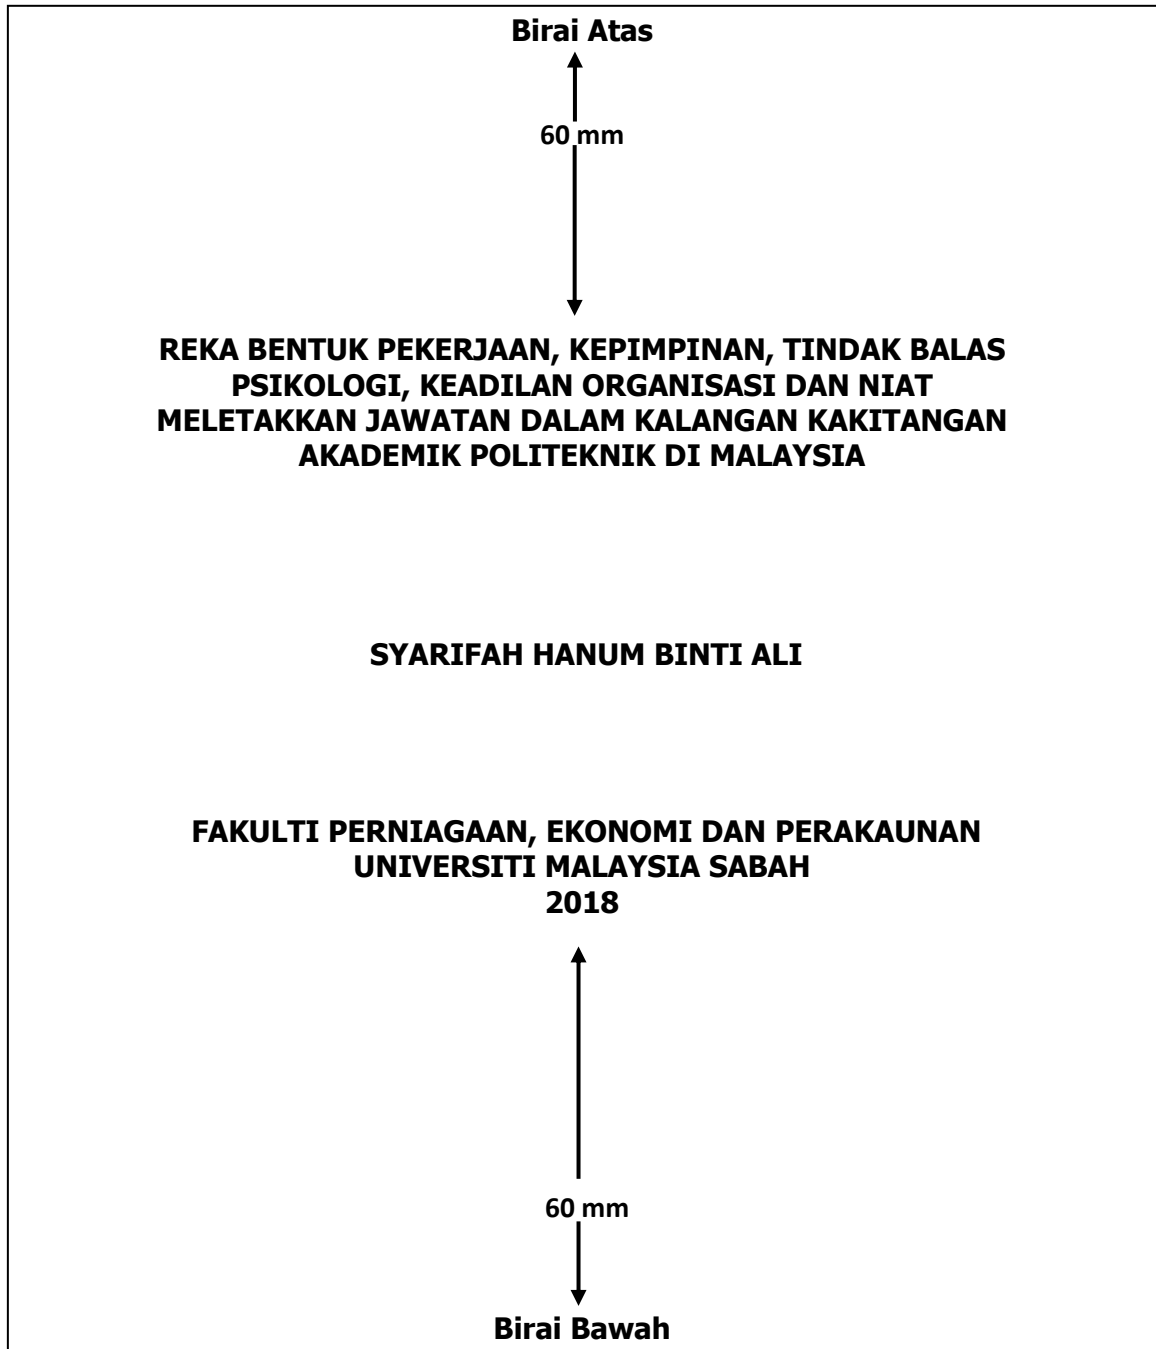 Birai Atas
60 mm
REKA BENTUK PEKERJAAN, KEPIMPINAN, TINDAK BALAS
PSIKOLOGI, KEADILAN ORGANISASI DAN NIAT
MELETAKKAN JAWATAN DALAM KALANGAN KAKITANGAN
AKADEMIK POLITEKNIK DI MALAYSIA
SYARIFAH HANUM BINTI ALI
FAKULTI PERNIAGAAN, EKONOMI DAN PERAKAUNAN
UNIVERSITI MALAYSIA SABAH
2018
60 mm
Birai Bawah